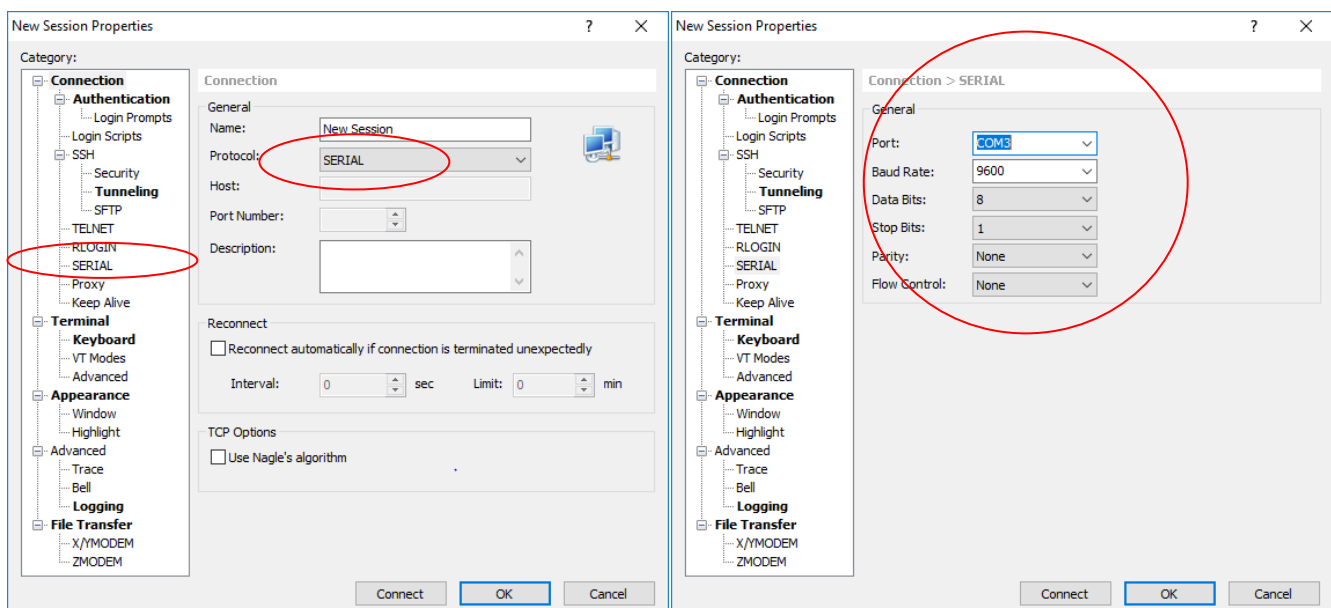 New Session Properties ?
Category:
Connection
Authentication
Login Prompts
Login Scripts
SSH
Security
Tunneling
SFTP
TELNET
RLOGIN
SERIAL
Proxy
Keep Alive
Terminal
Keyboard
VT Modes
Advanced
Appearance
Window
Highlight
Advanced
Trace
Bell
Logging
File Transfer
X/YMODEM
ZMODEM
Connection
General
Name: New Session
Protocol: SERIAL
Host:
Port Number:
Description:
Reconnect
Reconnect automatically if connection is terminated unexpectedly
Interval: 0 sec Limit: 0 min
TCP Options
Use Nagle's algorithm
Connect OK Cancel
New Session Properties ?
Category:
Connection
Authentication
Login Prompts
Login Scripts
SSH
Security
Tunneling
SFTP
TELNET
RLOGIN
SERIAL
Proxy
Keep Alive
Terminal
Keyboard
VT Modes
Advanced
Appearance
Window
Highlight
Advanced
Trace
Bell
Logging
File Transfer
X/YMODEM
ZMODEM
Connection > SERIAL
General
Port: COM3
Baud Rate: 9600
Data Bits: 8
Stop Bits: 1
Parity: None
Flow Control: None
Connect OK Cancel